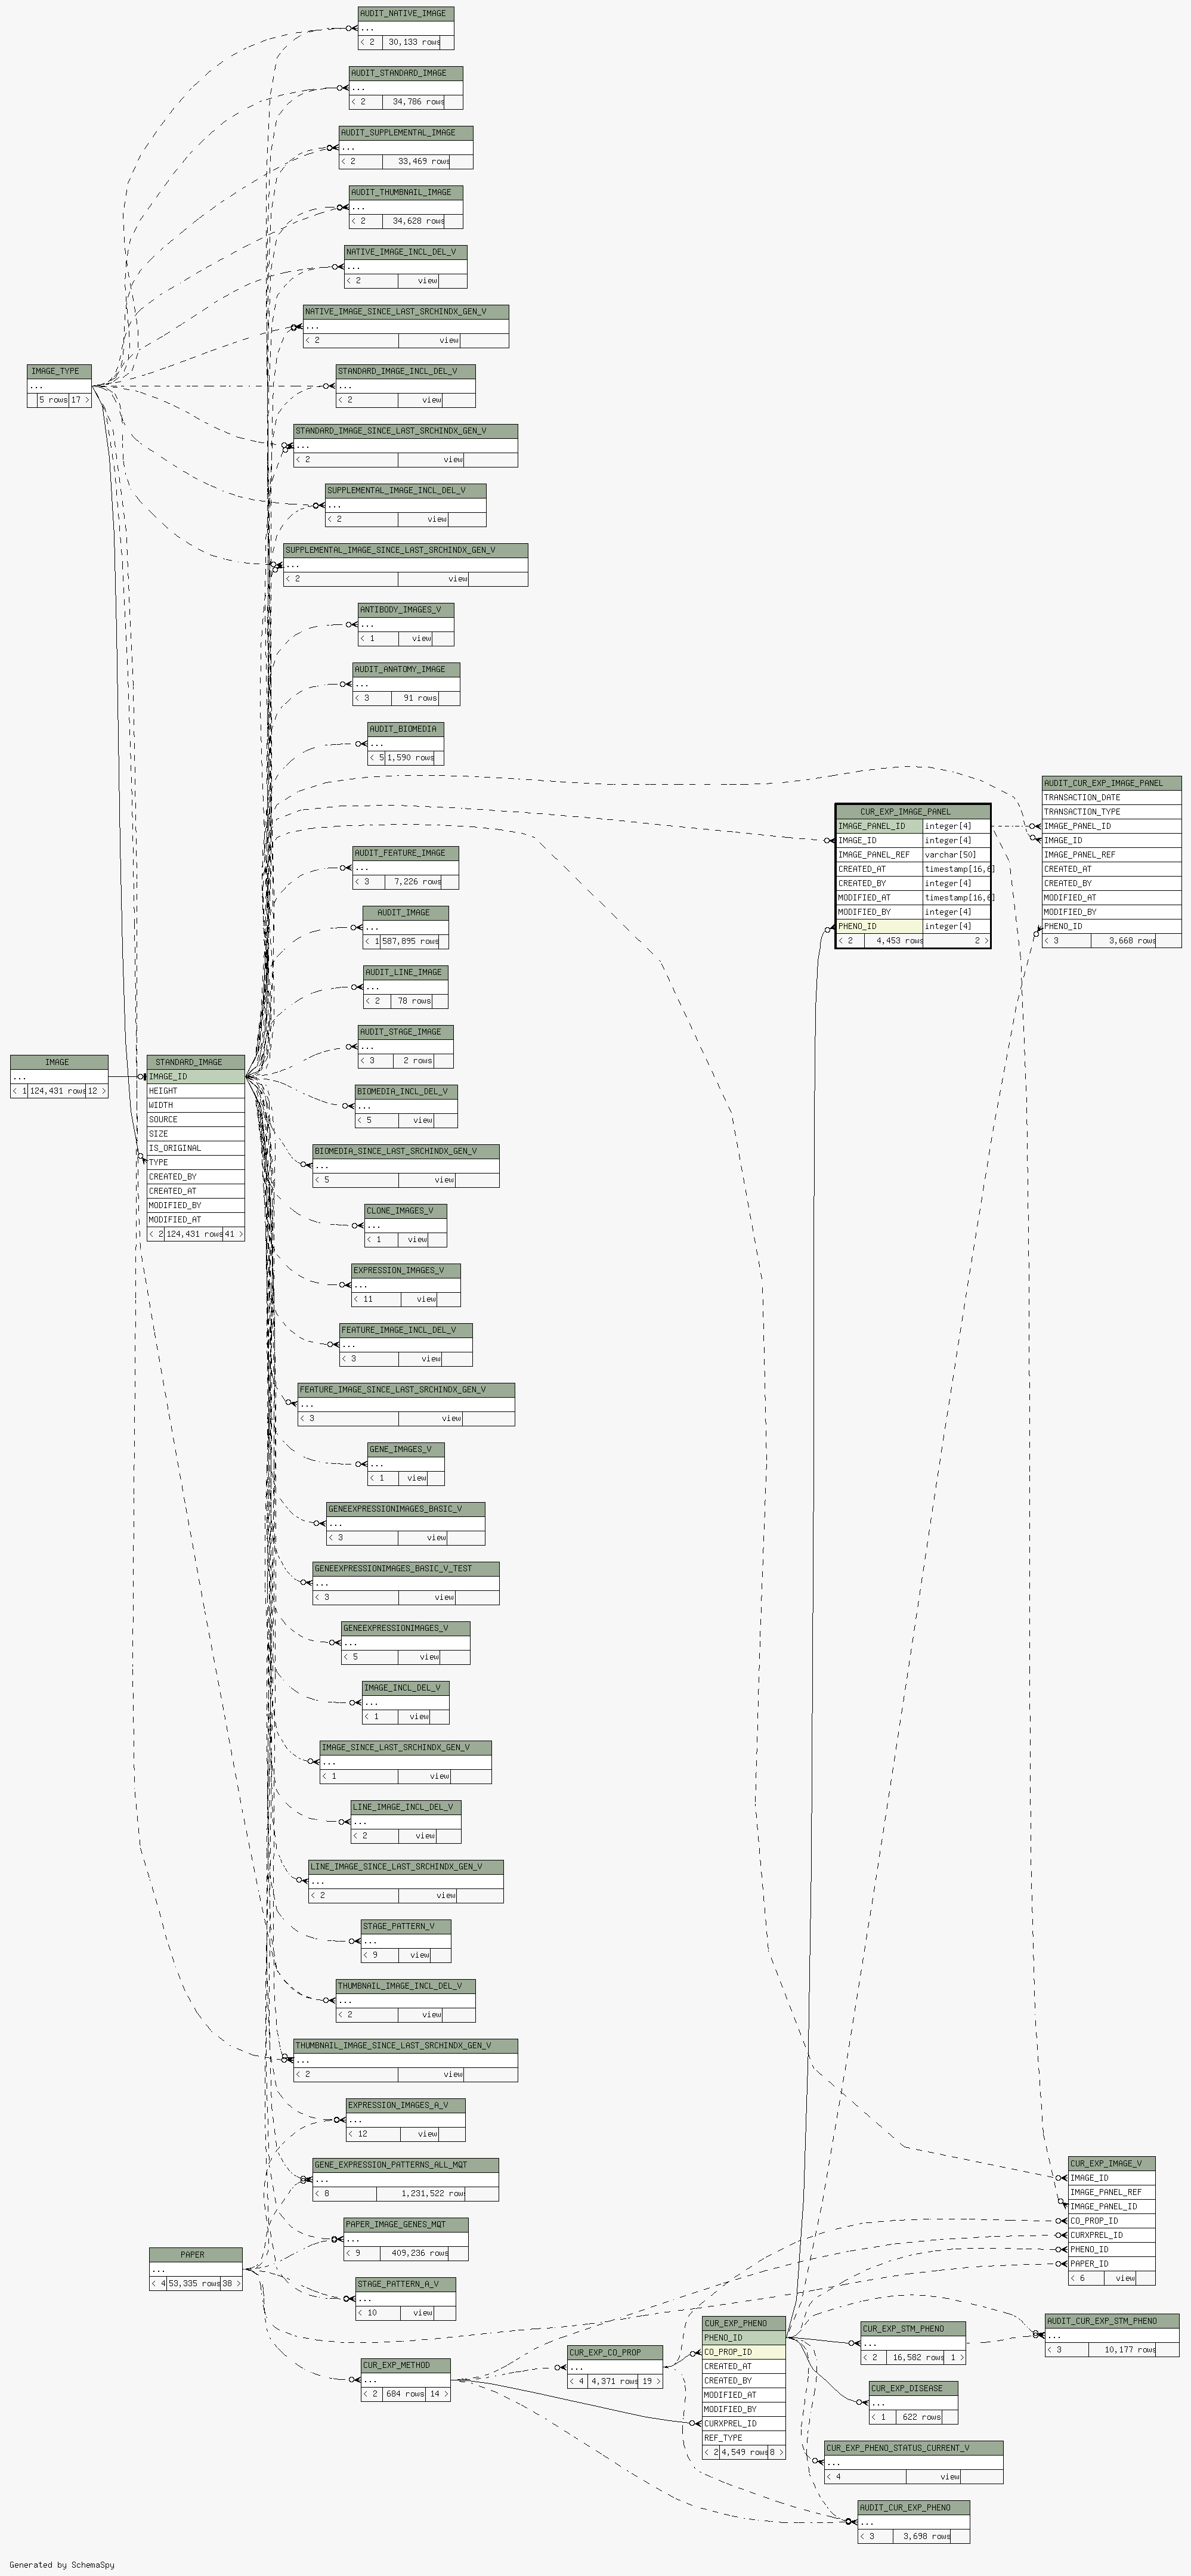 AUDIT_NATIVE_IMAGE
...
< 2 30,133 rows
AUDIT_STANDARD_IMAGE
...
< 2 34,786 rows
AUDIT_SUPPLEMENTAL_IMAGE
...
< 2 33,469 rows
AUDIT_THUMBNAIL_IMAGE
...
< 2 34,628 rows
NATIVE_IMAGE_INCL_DEL_V
...
< 2 view
NATIVE_IMAGE_SINCE_LAST_SRCHINDX_GEN_V
...
< 2 view
IMAGE_TYPE
...
5 rows 17 >
STANDARD_IMAGE_INCL_DEL_V
...
< 2 view
STANDARD_IMAGE_SINCE_LAST_SRCHINDX_GEN_V
...
< 2 view
SUPPLEMENTAL_IMAGE_INCL_DEL_V
...
< 2 view
SUPPLEMENTAL_IMAGE_SINCE_LAST_SRCHINDX_GEN_V
...
< 2 view
ANTIBODY_IMAGES_V
...
< 1 view
AUDIT_ANATOMY_IMAGE
...
< 3 91 rows
AUDIT_BIOMEDIA
...
< 5 1,590 rows
CUR_EXP_IMAGE_PANEL
IMAGE_PANEL_ID integer[4]
IMAGE_ID integer[4]
IMAGE_PANEL_REF varchar[50]
CREATED_AT timestamp[16,6]
CREATED_BY integer[4]
MODIFIED_AT timestamp[16,6]
MODIFIED_BY integer[4]
PHENO_ID integer[4]
< 2 4,453 rows 2 >
AUDIT_CUR_EXP_IMAGE_PANEL
TRANSACTION_DATE
TRANSACTION_TYPE
IMAGE_PANEL_ID
IMAGE_ID
IMAGE_PANEL_REF
CREATED_AT
CREATED_BY
MODIFIED_AT
MODIFIED_BY
PHENO_ID
< 3 3,668 rows
AUDIT_FEATURE_IMAGE
...
< 3 7,226 rows
AUDIT_IMAGE
...
< 1 587,895 rows
AUDIT_LINE_IMAGE
...
< 2 78 rows
AUDIT_STAGE_IMAGE
...
< 3 2 rows
IMAGE
...
< 1 124,431 rows 12 >
STANDARD_IMAGE
IMAGE_ID
HEIGHT
WIDTH
SOURCE
SIZE
IS_ORIGINAL
TYPE
CREATED_BY
CREATED_AT
MODIFIED_BY
MODIFIED_AT
< 2 124,431 rows 41 >
BIOMEDIA_INCL_DEL_V
...
< 5 view
BIOMEDIA_SINCE_LAST_SRCHINDX_GEN_V
...
< 5 view
CLONE_IMAGES_V
...
< 1 view
EXPRESSION_IMAGES_V
...
< 11 view
FEATURE_IMAGE_INCL_DEL_V
...
< 3 view
FEATURE_IMAGE_SINCE_LAST_SRCHINDX_GEN_V
...
< 3 view
GENE_IMAGES_V
...
< 1 view
GENEEXPRESSIONIMAGES_BASIC_V
...
< 3 view
GENEEXPRESSIONIMAGES_BASIC_V_TEST
...
< 3 view
GENEEXPRESSIONIMAGES_V
...
< 5 view
IMAGE_INCL_DEL_V
...
< 1 view
IMAGE_SINCE_LAST_SRCHINDX_GEN_V
...
< 1 view
LINE_IMAGE_INCL_DEL_V
...
< 2 view
LINE_IMAGE_SINCE_LAST_SRCHINDX_GEN_V
...
< 2 view
STAGE_PATTERN_V
...
< 9 view
THUMBNAIL_IMAGE_INCL_DEL_V
...
< 2 view
THUMBNAIL_IMAGE_SINCE_LAST_SRCHINDX_GEN_V
...
< 2 view
EXPRESSION_IMAGES_A_V
...
< 12 view
GENE_EXPRESSION_PATTERNS_ALL_MQT
...
< 8 1,231,522 rows
CUR_EXP_IMAGE_V
IMAGE_ID
IMAGE_PANEL_REF
IMAGE_PANEL_ID
CO_PROP_ID
CURXPREL_ID
PHENO_ID
PAPER_ID
< 6 view
PAPER_IMAGE_GENES_MQT
...
< 9 409,236 rows
PAPER
...
< 4 53,335 rows 38 >
STAGE_PATTERN_A_V
...
< 10 view
CUR_EXP_METHOD
...
< 2 684 rows 14 >
CUR_EXP_CO_PROP
...
< 4 4,371 rows 19 >
CUR_EXP_PHENO
PHENO_ID
CO_PROP_ID
CREATED_AT
CREATED_BY
MODIFIED_AT
MODIFIED_BY
CURXPREL_ID
REF_TYPE
< 2 4,549 rows 8 >
CUR_EXP_STM_PHENO
...
< 2 16,582 rows 1 >
AUDIT_CUR_EXP_STM_PHENO
...
< 3 10,177 rows
CUR_EXP_DISEASE
...
< 1 622 rows
CUR_EXP_PHENO_STATUS_CURRENT_V
...
< 4 view
AUDIT_CUR_EXP_PHENO
...
< 3 3,698 rows
Generated by SchemaSpy